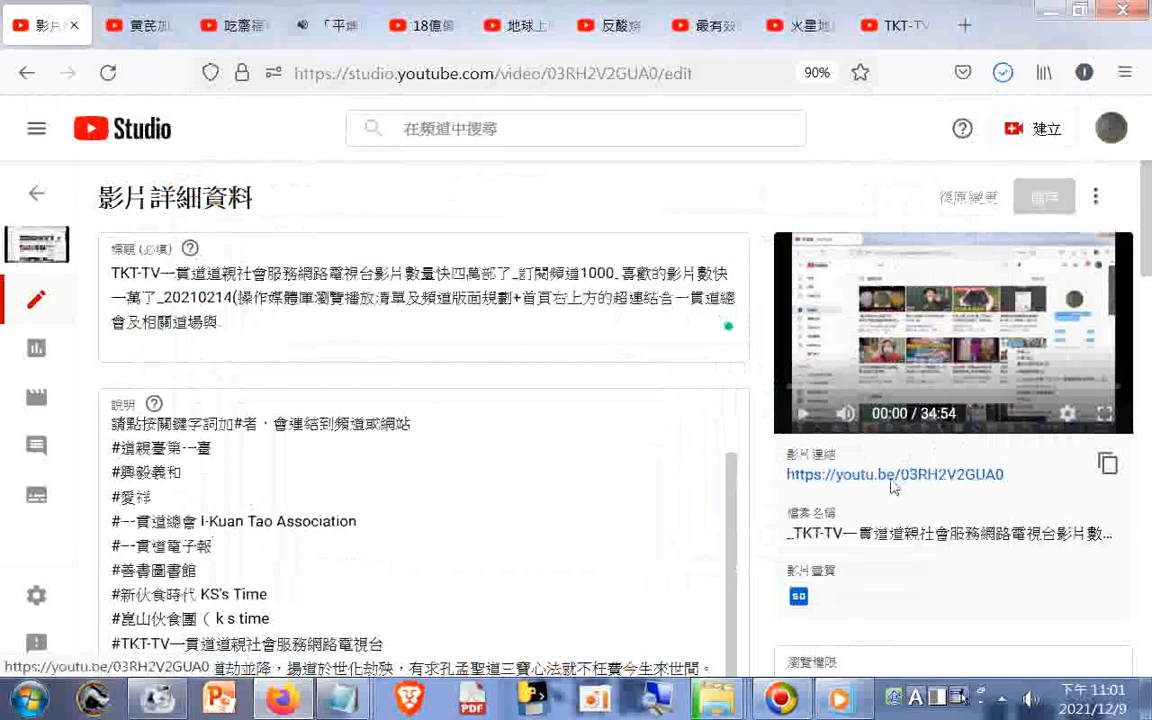 影片
黃芪加
吃齋福
「平埔
18億個
地球上
反酸烧
最有效
火星地
TKT-TV
https://studio.youtube.com/video/03RH2V2GUA0/edit
90%
Studio
在頻道中搜尋
建立
影片詳細資料
復原變更
標題 (必填)
TKT-TV一貫道道親社會服務網路電視台影片數量快四萬部了_訂閱頻道1000_喜歡的影片數快
一萬了_20210214(操作媒體庫瀏覽播放清單及頻道版面規劃+首頁右上方的超連結含一貫道總
會及相關道場與
說明
請點按關鍵字詞加#者，會連結到頻道或網站
#道親臺第一臺
#興毅義和
#愛祥
#一貫道總會 I-Kuan Tao Association
#一貫道電子報
#善書圖書館
#新伙食時代 KS's Time
#崑山伙食團（ k s time
#TKT-TV一貫道道親社會服務網路電視台
道劫並降，揚道於世化劫殃，有求孔孟聖道三寶心法就不枉費今生來世間。
00:00 / 34:54
影片連結
https://youtu.be/03RH2V2GUA0
檔案名稱
_TKT-TV一貫道道親社會服務網路電視台影片數...
影片畫質
SD
瀏覽權限
https://youtu.be/03RH2V2GUA0
PDF
A
下午 11:01
2021/12/9